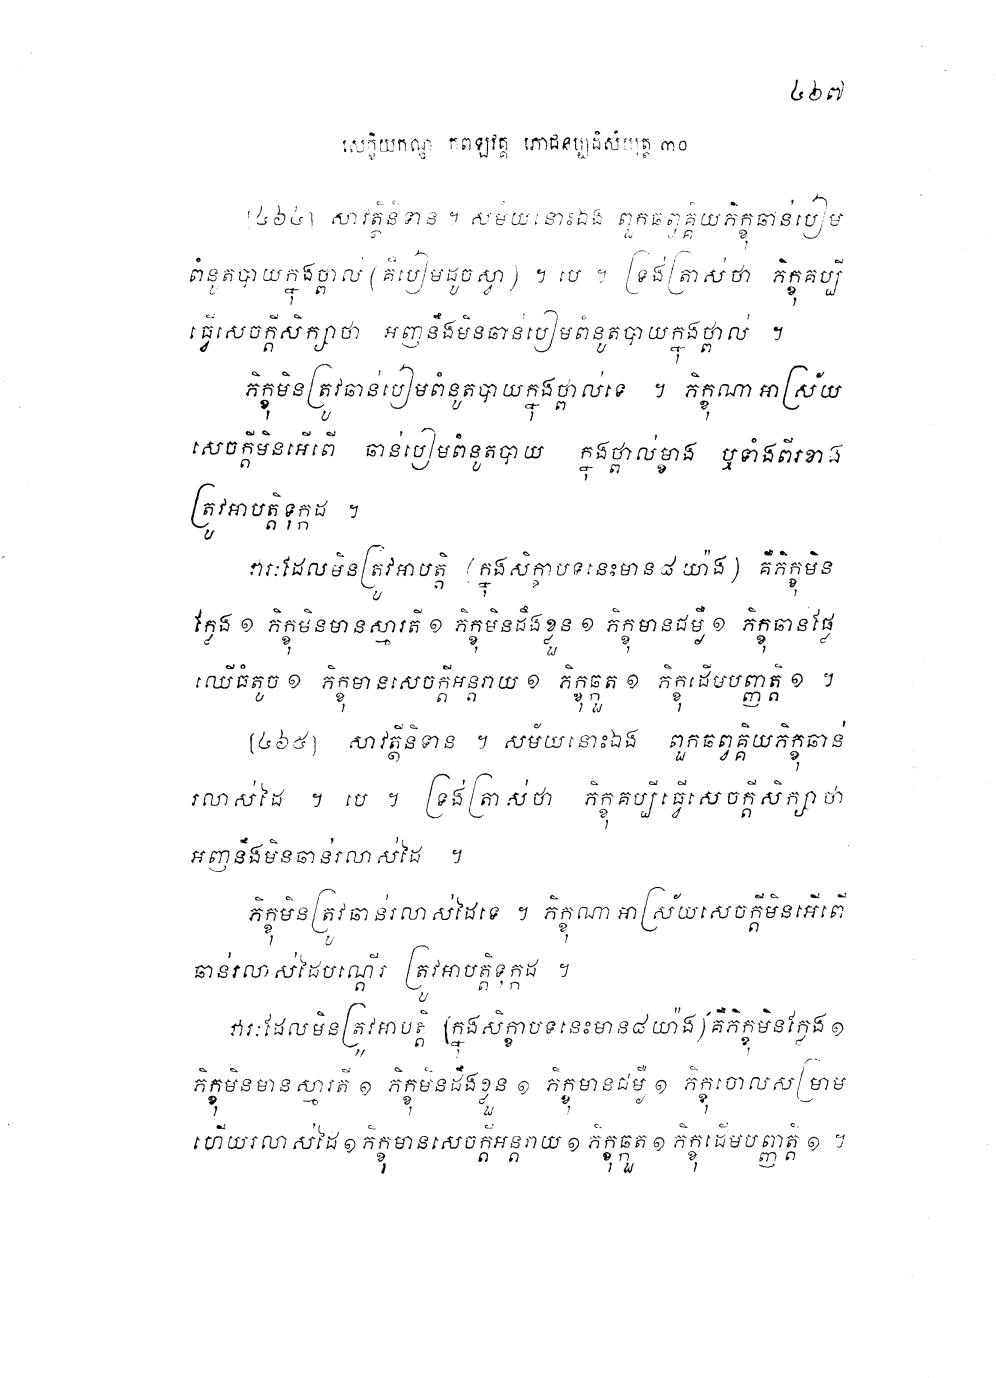 ៤៦៧
សេក្ខិយកណ្ឌ កពឡវគ្គ ភោជនប្បដិសំយុត្ត ៣០
(៤៦៤) សាវត្ថីនិទាន ។ សម័យនោះឯង ពួកឆព្វគ្គិយភិក្ខុឆាន់បៀម
ពំនូតបាយក្នុងថ្ពាល់ (គឺបៀមដូចស្វា) ។ បេ ។ ទ្រង់ត្រាស់ថា ភិក្ខុគប្បី
ធ្វើសេចក្តីសិក្សាថា អញនឹងមិនឆាន់បៀមពំនូតបាយក្នុងថ្ពាល់ ។
ភិក្ខុមិនត្រូវឆាន់បៀមពំនូតបាយក្នុងថ្ពាល់ទេ ។ ភិក្ខុណា អាស្រ័យ
សេចក្តីមិនអើពើ ឆាន់បៀមពំនូតបាយ ក្នុងថ្ពាល់ម្ខាង ឬទាំងពីរខាង
ត្រូវអាបត្តិទុក្កដ ។
វារៈដែលមិនត្រូវអាបត្តិ (ក្នុងសិក្ខាបទនេះមាន៨យ៉ាង) គឺភិក្ខុមិន
ក្លែង ១ ភិក្ខុមិនមានស្មារតី ១ ភិក្ខុមិនដឹងខ្លួន ១ ភិក្ខុមានជម្ងឺ ១ ភិក្ខុឆាន់ផ្លែ
ឈើធំតូច ១ ភិក្ខុមានសេចក្តីអន្តរាយ ១ ភិក្ខុឆ្កួត ១ ភិក្ខុដើមបញ្ញត្តិ ១ ។
(៤៦៥) សាវត្ថីនិទាន ។ សម័យនោះឯង ពួកឆព្វគ្គិយភិក្ខុឆាន់
រលាស់ដៃ ។ បេ ។ ទ្រង់ត្រាស់ថា ភិក្ខុគប្បីធ្វើសេចក្តីសិក្សាថា
អញនឹងមិនឆាន់រលាស់ដៃ ។
ភិក្ខុមិនត្រូវឆាន់រលាស់ដៃទេ ។ ភិក្ខុណា អាស្រ័យសេចក្តីមិនអើពើ
ឆាន់រលាស់ដៃបណ្តើរ ត្រូវអាបត្តិទុក្កដ ។
វារៈដែលមិនត្រូវអាបត្តិ (ក្នុងសិក្ខាបទនេះមាន៨យ៉ាង) គឺភិក្ខុមិនក្លែង ១
ភិក្ខុមិនមានស្មារតី ១ ភិក្ខុមិនដឹងខ្លួន ១ ភិក្ខុមានជម្ងឺ ១ ភិក្ខុចោលសម្រាម
ហើយរលាស់ដៃ ១ ភិក្ខុមានសេចក្តីអន្តរាយ ១ ភិក្ខុឆ្កួត ១ ភិក្ខុដើមបញ្ញត្តិ ១ ។